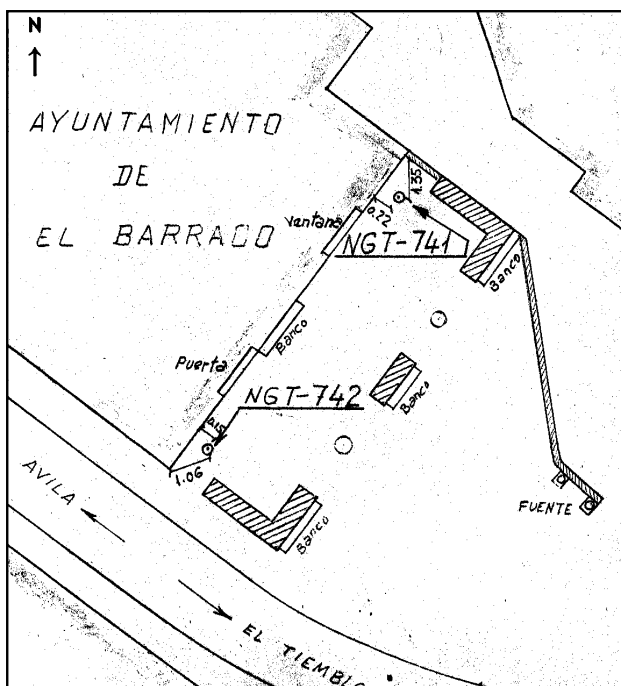 N
AYUNTAMIENTO
DE
EL BARRACO
1.35
0.22
Ventana
NGT-741
Banco
Banco
Puerta
NGT-742
Banco
0.15
1.06
AVILA
FUENTE
Banco
EL TIEMBLO